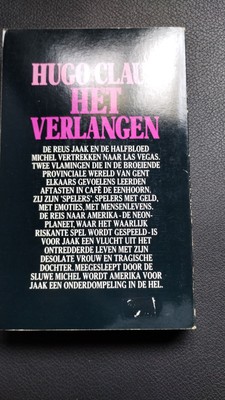 HUGO CLAUS
HET
VERLANGEN
DE REUS JAAK EN DE HALFBLOED
MICHEL VERTREKKEN NAAR LAS VEGAS.
TWEE VLAMINGEN DIE IN DE BROEIENDE
PROVINCIALE WERELD VAN GENT
ELKAARS GEVOELENS LEERDEN
AFTASTEN IN CAFÉ DE EENHOORN,
ZIJ ZIJN 'SPELERS', SPELERS MET GELD,
MET EMOTIES, MET MENSENLEVENS.
DE REIS NAAR AMERIKA - DE NEON-
PLANEET, WAAR HET WAARLIJK
RISKANTE SPEL WORDT GESPEELD - IS
VOOR JAAK EEN VLUCHT UIT HET
ONTREDDERDE LEVEN MET ZIJN
DESOLATE VROUW EN TRAGISCHE
DOCHTER. MEEGESLEEPT DOOR DE
SLUWE MICHEL WORDT AMERIKA VOOR
JAAK EEN ONDERDOMPELING IN DE HEL.